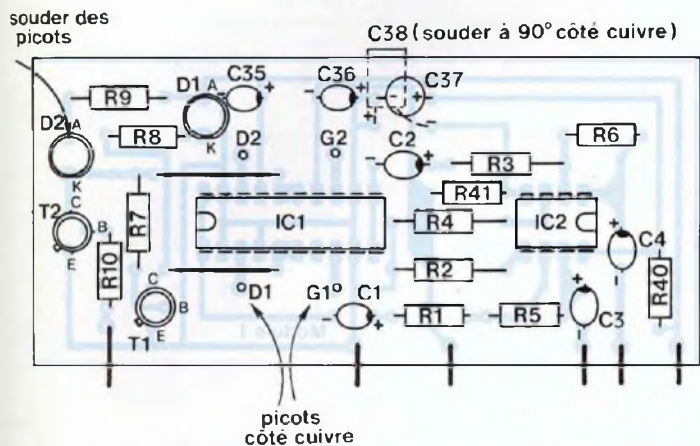 souder des
picots
C38 (souder à 90° côté cuivre)
D1 A C35 + - C36 + + C37
R9
D2 A
R8
K
D2
G2
C2
R3
R6
K
C
T2
B
E
R7
R10
IC1
R41
R4
IC2
C4
R2
R40
C
B
E
T1
D1
G1
C1
R1
R5
C3
Module 1
picots
côté cuivre